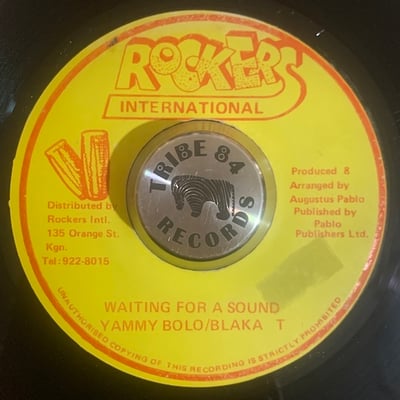 ROCKERS
INTERNATIONAL
TRIBE 84
RECORDS
Distributed b
Rockers Intl.
135 Orange St.
Kgn.
Tel: 922-8015
Produced 8
Arranged by
Augustus Pablo
Published by
Pablo
Publishers Ltd.
WAITING FOR A SOUND
YAMMY BOLO/BLAKA T
UNAUTHORISED COPYING OF THIS RECORDING IS STRICTLY PROHIBITED